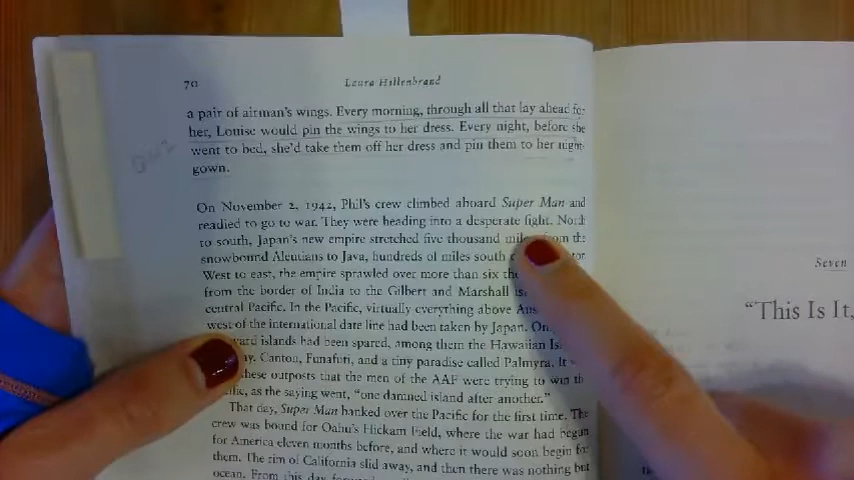 70
Laura Hillenbrand
a pair of airman's wings. Every morning, through all that lay ahead for
her, Louise would pin the wings to her dress. Every night, before she
went to bed, she'd take them off her dress and pin them to her night-
gown.
On November 2, 1942, Phil's crew climbed aboard Super Man and
readied to go to war. They were heading into a desperate fight. North
to south, Japan's new empire stretched five thousand miles from the
snowbound Aleutians to Java, hundreds of miles south
West to east, the empire sprawled over more than six
from the border of India to the Gilbert and Marshall
central Pacific. In the Pacific, virtually everything above
west of the international date line had been taken by Japan.
islands had been spared, among them the Hawaiian
Canton, Funafuti, and a tiny paradise called Palmyra. It
these outposts that the men of the AAF were trying to win the
as the saying went, "one damned island after another."
That day, Super Man banked over the Pacific for the first time. The
crew was bound for Oahu's Hickam Field, where the war had begun
for America eleven months before, and where it would soon begin for
them. The rim of California slid away, and then there was nothing but
ocean. From this day
Seven
"This Is It,